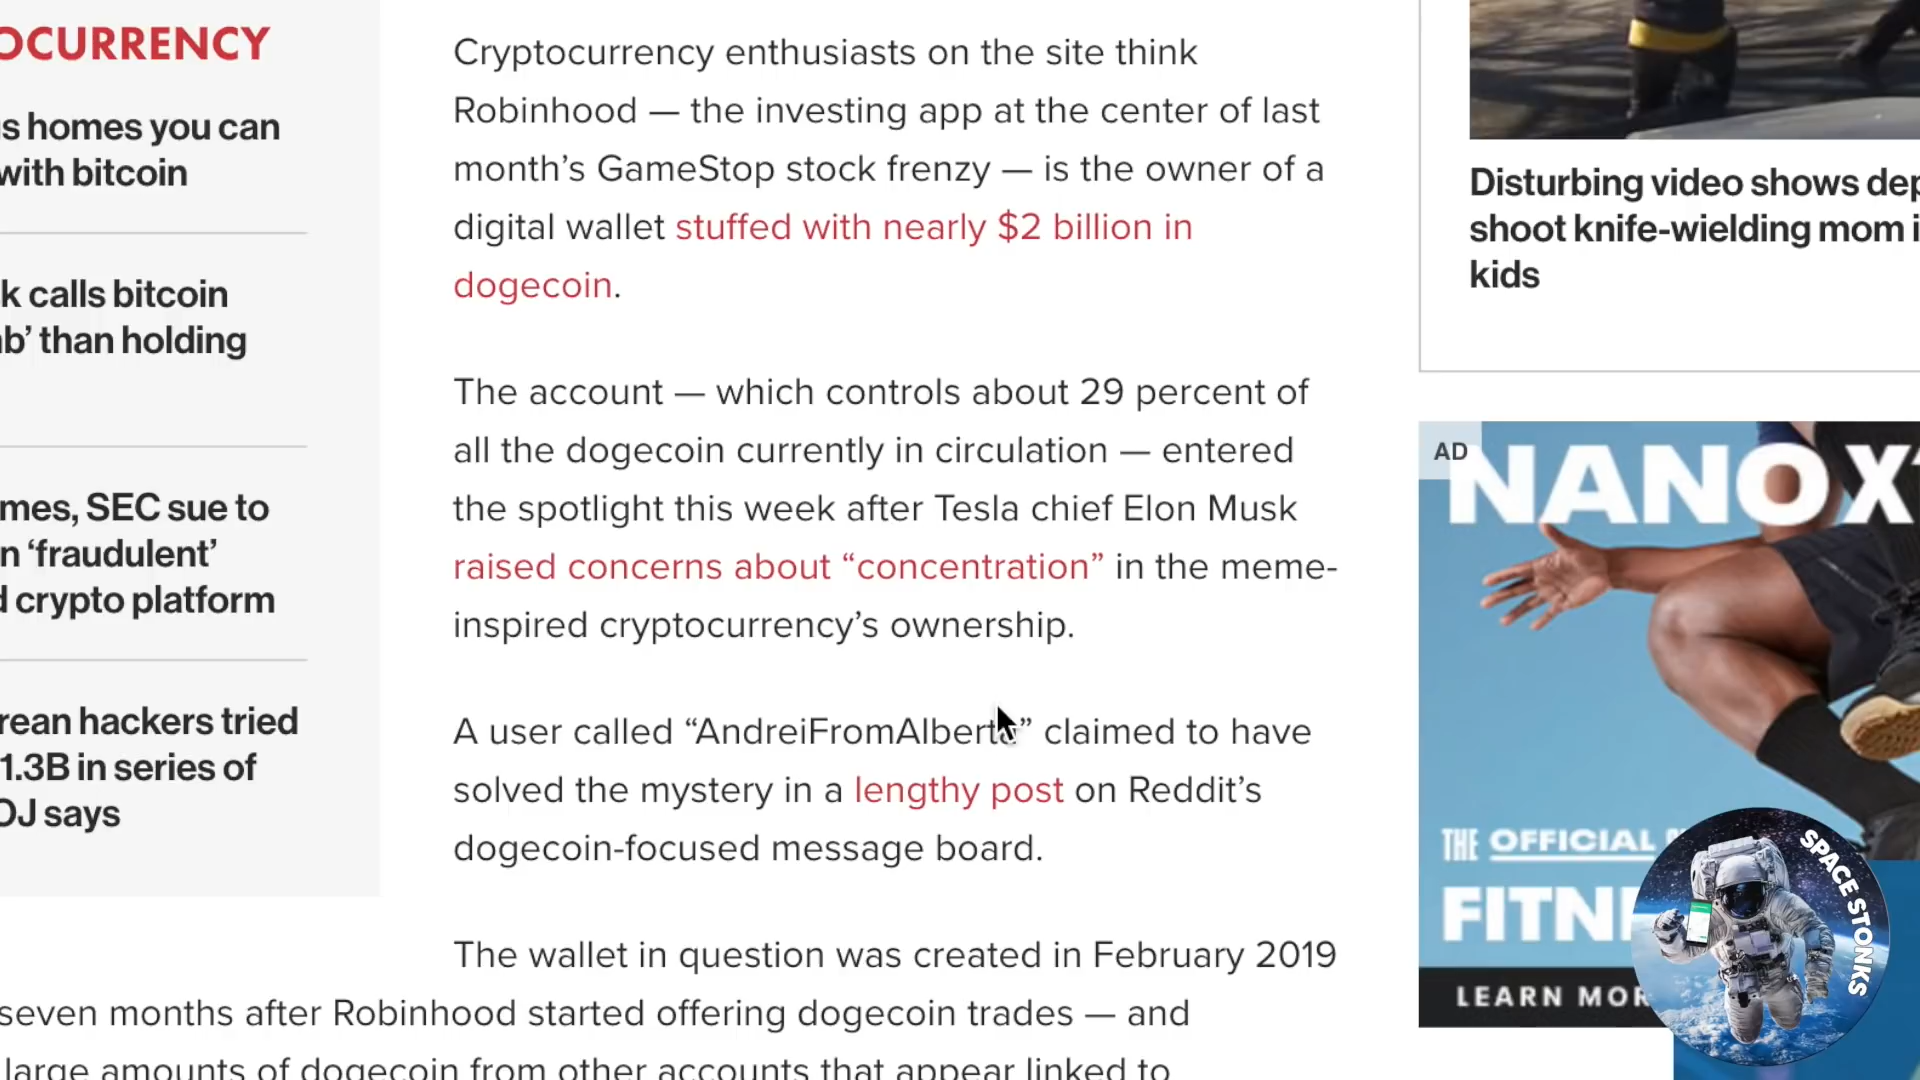 OCURRENCY
s homes you can
with bitcoin
k calls bitcoin
b’ than holding
mes, SEC sue to
n ‘fraudulent’
d crypto platform
rean hackers tried
1.3B in series of
OJ says
Cryptocurrency enthusiasts on the site think
Robinhood — the investing app at the center of last
month’s GameStop stock frenzy — is the owner of a
digital wallet stuffed with nearly $2 billion in
dogecoin.
The account — which controls about 29 percent of
all the dogecoin currently in circulation — entered
the spotlight this week after Tesla chief Elon Musk
raised concerns about “concentration” in the meme-
inspired cryptocurrency’s ownership.
A user called “AndreiFromAlberta” claimed to have
solved the mystery in a lengthy post on Reddit’s
dogecoin-focused message board.
The wallet in question was created in February 2019
seven months after Robinhood started offering dogecoin trades — and
large amounts of dogecoin from other accounts that appear linked to
Disturbing video shows dep
shoot knife-wielding mom i
kids
AD
NANO X
THE OFFICIAL
FITN
LEARN MOR
SPACE STONKS